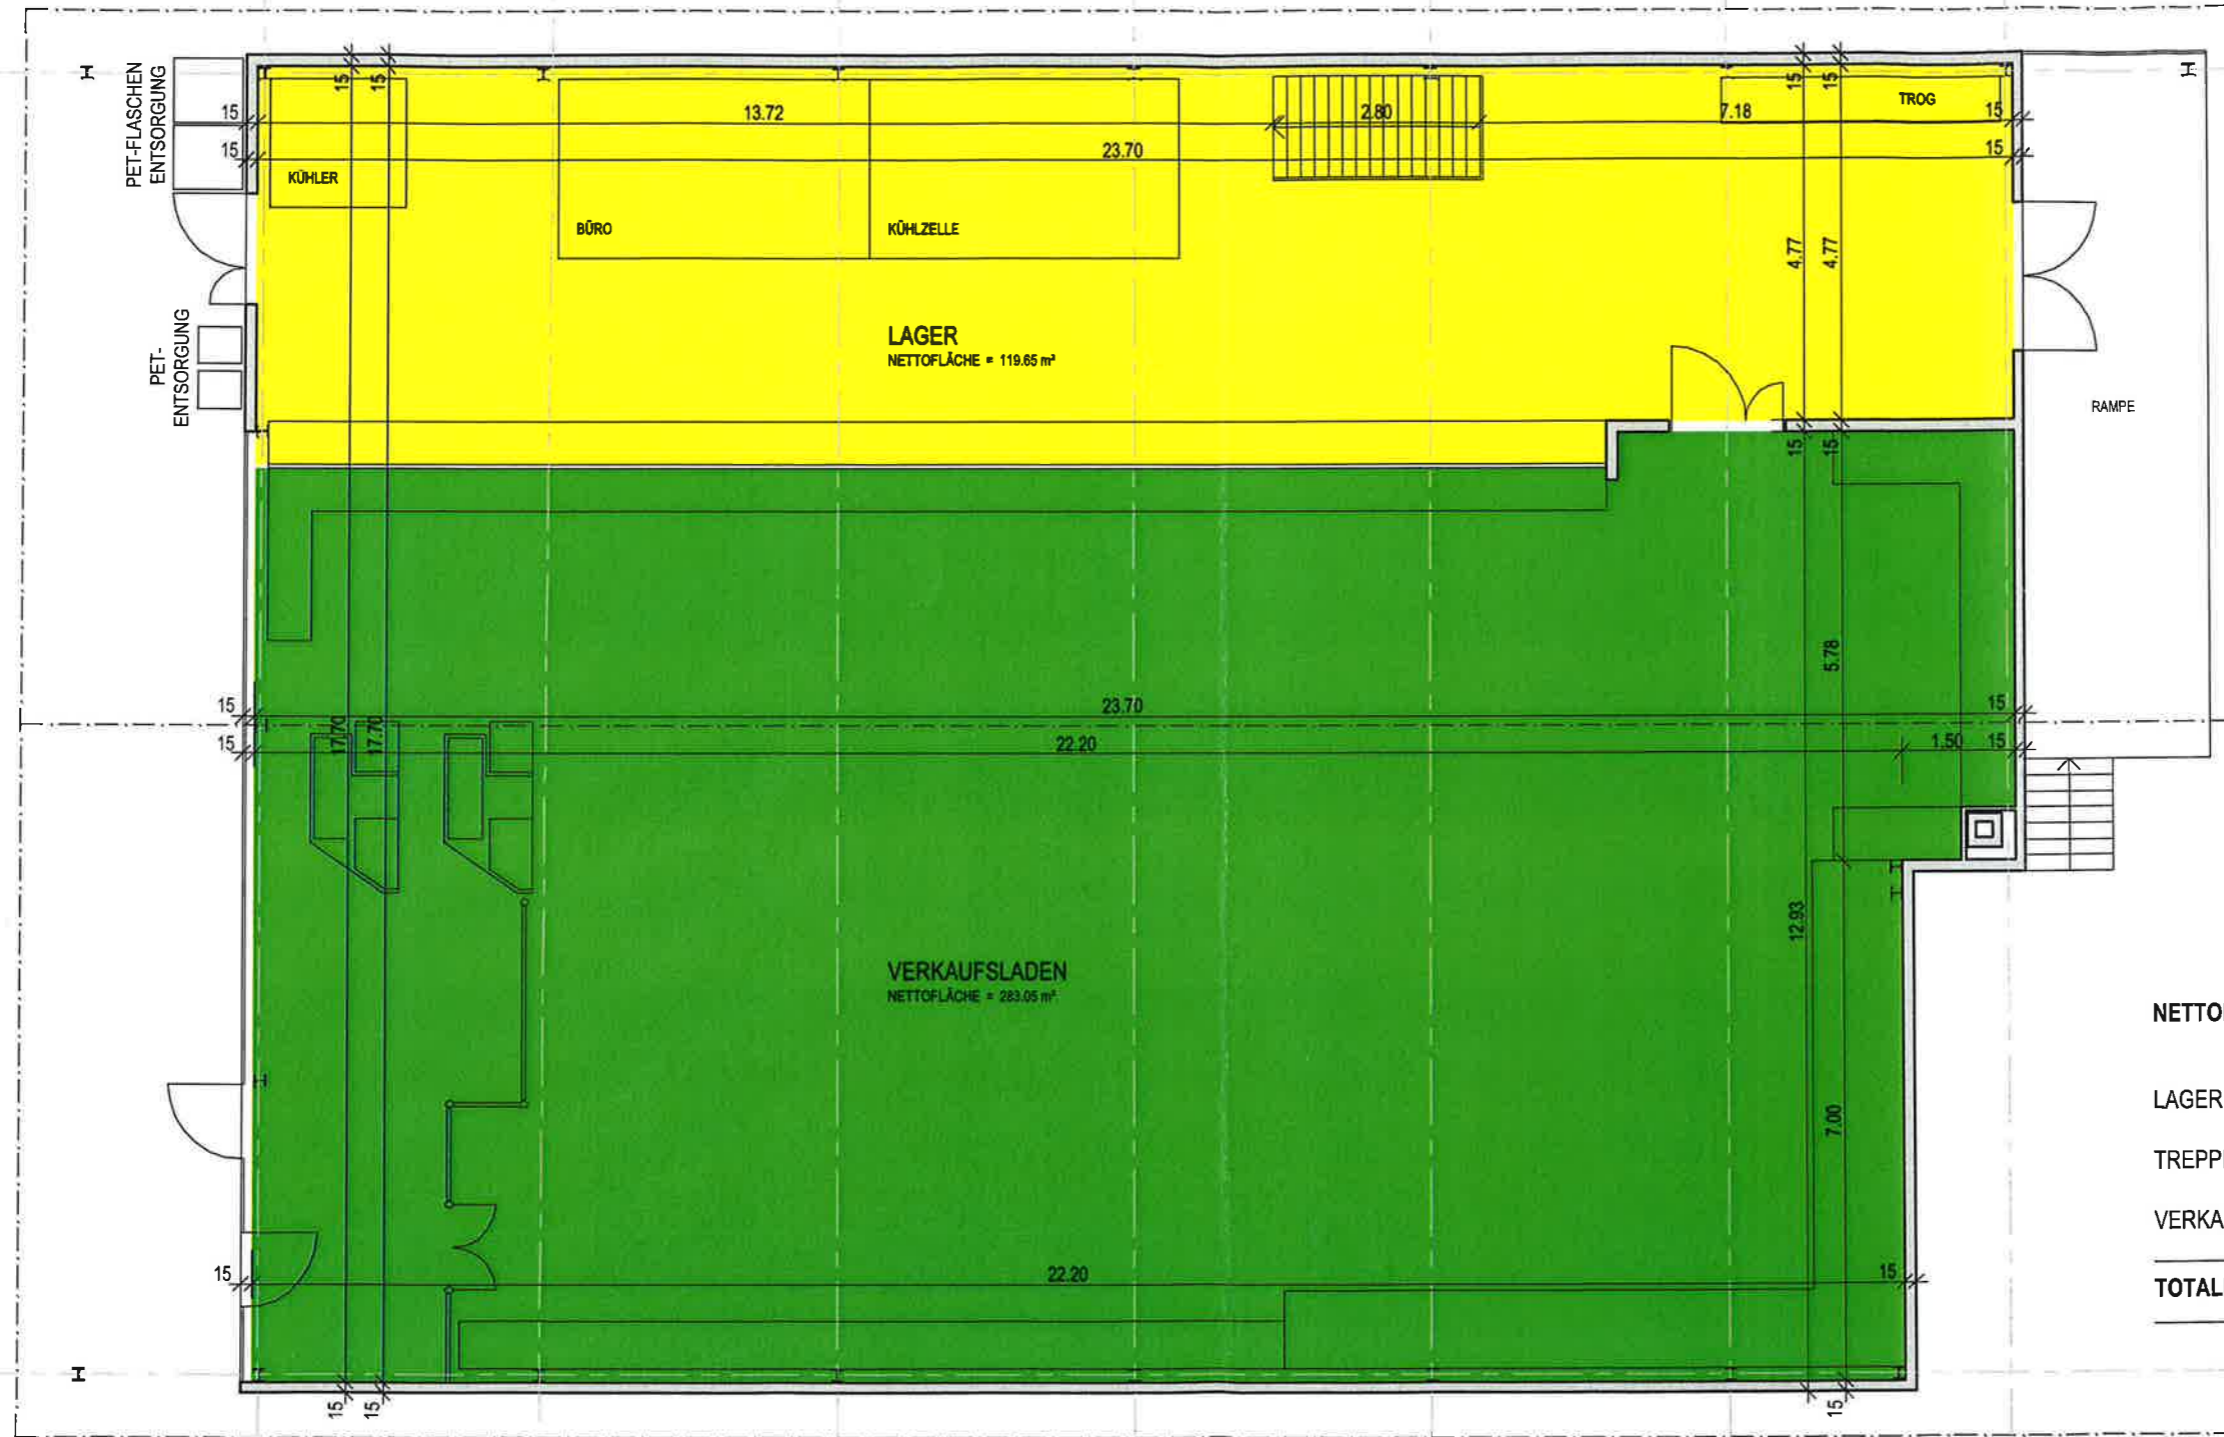 PET-FLASCHEN
ENTSORGUNG
15
15
15
15
15
13.72
2.80
7.18
TROG
15
15
23.70
15
KÜHLER
BÜRO
KÜHLZELLE
4.77
4.77
PET-
ENTSORGUNG
LAGER
NETTOFLÄCHE = 119.65 m²
RAMPE
15
15
5.78
15
23.70
15
17.70
17.70
15
22.20
1.50
15
12.93
VERKAUFSLADEN
NETTOFLÄCHE = 283.05 m²
NETTO
LAGER
7.00
TREPP
VERKA
15
22.20
15
TOTAL
15
15
15